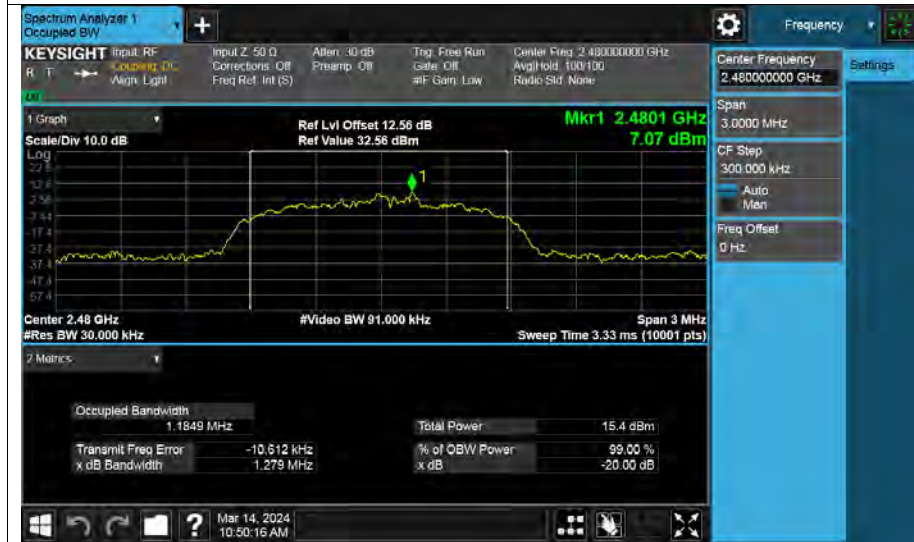 Spectrum Analyzer 1
Occupied BW
+
Frequency
KEYSIGHT Input: RF
Coupling: DC
Align: Light
R T
Input Z: 50 Ω
Corrections: Off
Freq Ref: Int (S)
Atten: 30 dB
Preamp: Off
Trig: Free Run
Gate: Off
#IF Gain: Low
Center Freq: 2.480000000 GHz
Avg|Hold: 100/100
Radio Std: None
Center Frequency
2.480000000 GHz
Settings
Span
3.0000 MHz
CF Step
300.000 kHz
Auto
Man
Freq Offset
0 Hz
1 Graph
Scale/Div 10.0 dB
Ref Lvl Offset 12.56 dB
Ref Value 32.56 dBm
Mkr1 2.4801 GHz
7.07 dBm
Log
22.6
12.6
2.56
-7.44
-17.4
-27.4
-37.4
-47.4
-57.4
1
Center 2.48 GHz
#Res BW 30.000 kHz
#Video BW 91.000 kHz
Span 3 MHz
Sweep Time 3.33 ms (10001 pts)
2 Metrics
Occupied Bandwidth
1.1849 MHz
Total Power 15.4 dBm
Transmit Freq Error -10.612 kHz
% of OBW Power 99.00 %
x dB Bandwidth 1.279 MHz
x dB -20.00 dB
?
Mar 14, 2024
10:50:16 AM